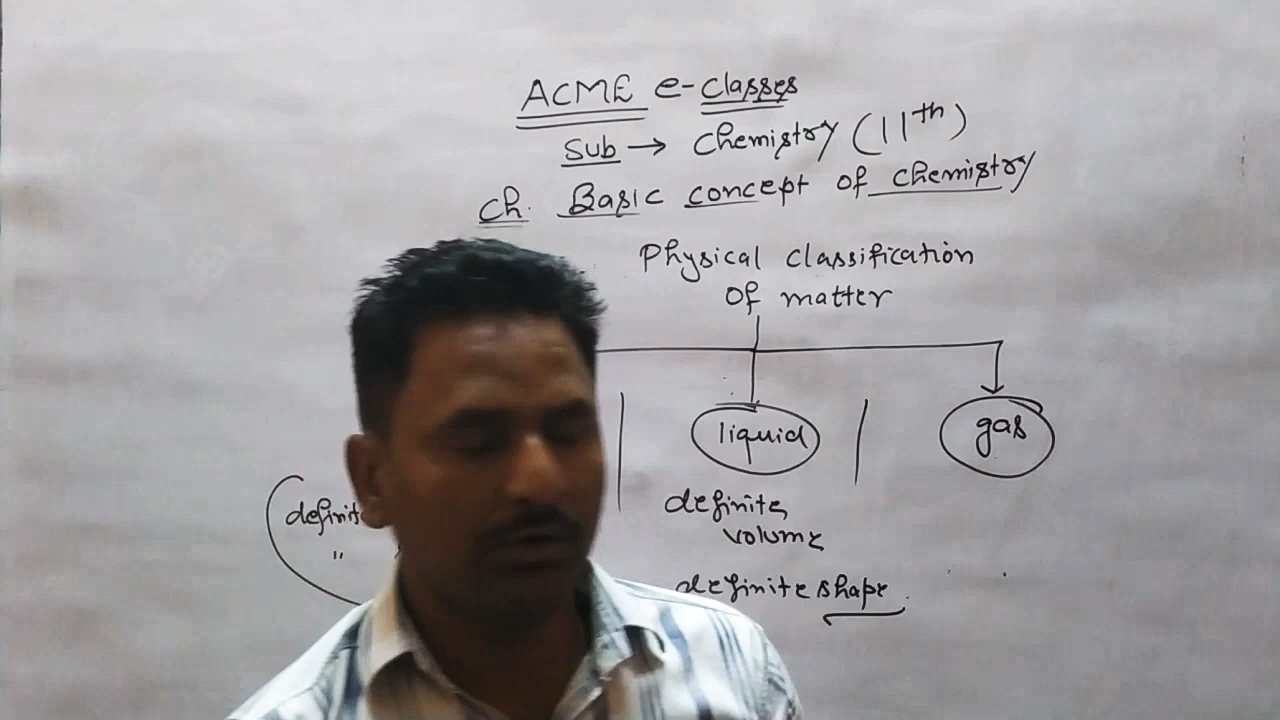 ACME e-classes
Sub → Chemistry (11th)
Ch. Basic concept of chemistry
Physical classification
of matter
liquid
gas
definite
volume
"
definite shape